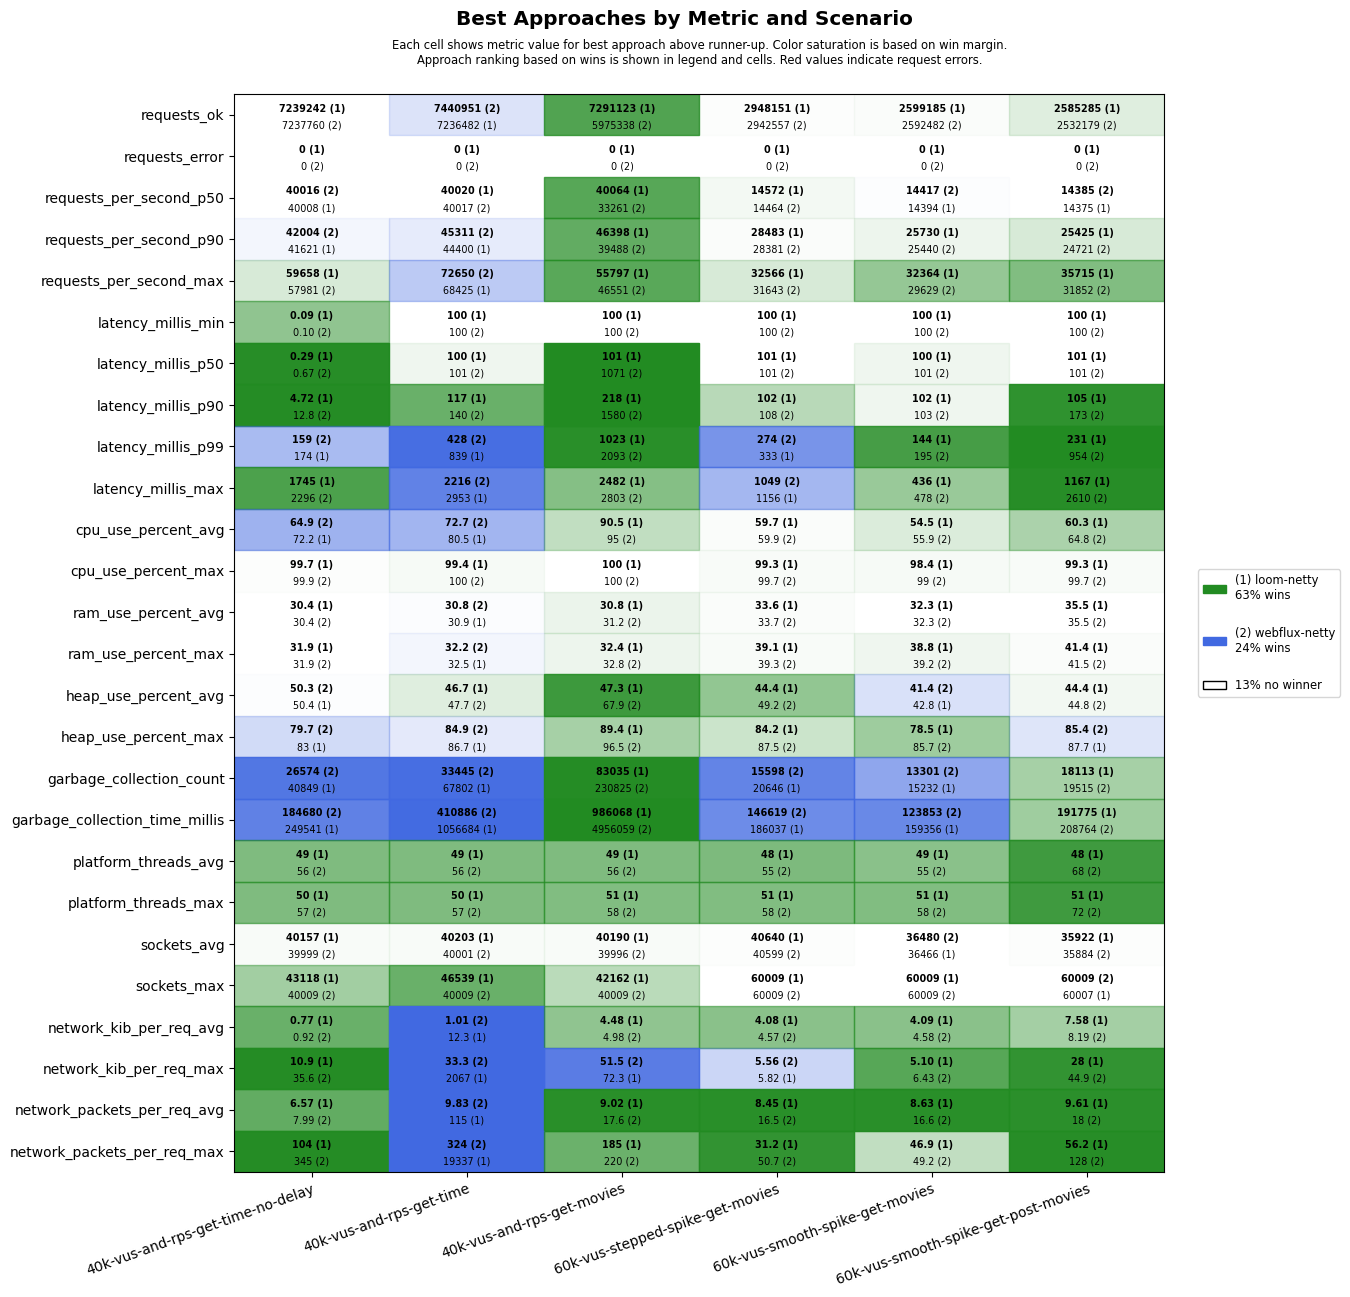 Best Approaches by Metric and Scenario
Each cell shows metric value for best approach above runner-up. Color saturation is based on win margin.
Approach ranking based on wins is shown in legend and cells. Red values indicate request errors.
requests_ok
7239242 (1) 7440951 (2) 7291123 (1) 2948151 (1) 2599185 (1) 2585285 (1)
7237760 (2) 7236482 (1) 5975338 (2) 2942557 (2) 2592482 (2) 2532179 (2)
requests_error
0 (1) 0 (1) 0 (1) 0 (1) 0 (1) 0 (1)
0 (2) 0 (2) 0 (2) 0 (2) 0 (2) 0 (2)
requests_per_second_p50
40016 (2) 40020 (1) 40064 (1) 14572 (1) 14417 (2) 14385 (2)
40008 (1) 40017 (2) 33261 (2) 14464 (2) 14394 (1) 14375 (1)
requests_per_second_p90
42004 (2) 45311 (2) 46398 (1) 28483 (1) 25730 (1) 25425 (1)
41621 (1) 44400 (1) 39488 (2) 28381 (2) 25440 (2) 24721 (2)
requests_per_second_max
59658 (1) 72650 (2) 55797 (1) 32566 (1) 32364 (1) 35715 (1)
57981 (2) 68425 (1) 46551 (2) 31643 (2) 29629 (2) 31852 (2)
latency_millis_min
0.09 (1) 100 (1) 100 (1) 100 (1) 100 (1) 100 (1)
0.10 (2) 100 (2) 100 (2) 100 (2) 100 (2) 100 (2)
latency_millis_p50
0.29 (1) 100 (1) 101 (1) 101 (1) 100 (1) 101 (1)
0.67 (2) 101 (2) 1071 (2) 101 (2) 101 (2) 101 (2)
latency_millis_p90
4.72 (1) 117 (1) 218 (1) 102 (1) 102 (1) 105 (1)
12.8 (2) 140 (2) 1580 (2) 108 (2) 103 (2) 173 (2)
latency_millis_p99
159 (2) 428 (2) 1023 (1) 274 (2) 144 (1) 231 (1)
174 (1) 839 (1) 2093 (2) 333 (1) 195 (2) 954 (2)
latency_millis_max
1745 (1) 2216 (2) 2482 (1) 1049 (2) 436 (1) 1167 (1)
2296 (2) 2953 (1) 2803 (2) 1156 (1) 478 (2) 2610 (2)
cpu_use_percent_avg
64.9 (2) 72.7 (2) 90.5 (1) 59.7 (1) 54.5 (1) 60.3 (1)
72.2 (1) 80.5 (1) 95 (2) 59.9 (2) 55.9 (2) 64.8 (2)
cpu_use_percent_max
99.7 (1) 99.4 (1) 100 (1) 99.3 (1) 98.4 (1) 99.3 (1)
99.9 (2) 100 (2) 100 (2) 99.7 (2) 99 (2) 99.7 (2)
ram_use_percent_avg
30.4 (1) 30.8 (2) 30.8 (1) 33.6 (1) 32.3 (1) 35.5 (1)
30.4 (2) 30.9 (1) 31.2 (2) 33.7 (2) 32.3 (2) 35.5 (2)
ram_use_percent_max
31.9 (1) 32.2 (2) 32.4 (1) 39.1 (1) 38.8 (1) 41.4 (1)
31.9 (2) 32.5 (1) 32.8 (2) 39.3 (2) 39.2 (2) 41.5 (2)
heap_use_percent_avg
50.3 (2) 46.7 (1) 47.3 (1) 44.4 (1) 41.4 (2) 44.4 (1)
50.4 (1) 47.7 (2) 67.9 (2) 49.2 (2) 42.8 (1) 44.8 (2)
heap_use_percent_max
79.7 (2) 84.9 (2) 89.4 (1) 84.2 (1) 78.5 (1) 85.4 (2)
83 (1) 86.7 (1) 96.5 (2) 87.5 (2) 85.7 (2) 87.7 (1)
garbage_collection_count
26574 (2) 33445 (2) 83035 (1) 15598 (2) 13301 (2) 18113 (1)
40849 (1) 67802 (1) 230825 (2) 20646 (1) 15232 (1) 19515 (2)
garbage_collection_time_millis
184680 (2) 410886 (2) 986068 (1) 146619 (2) 123853 (2) 191775 (1)
249541 (1) 1056684 (1) 4956059 (2) 186037 (1) 159356 (1) 208764 (2)
platform_threads_avg
49 (1) 49 (1) 49 (1) 48 (1) 49 (1) 48 (1)
56 (2) 56 (2) 56 (2) 55 (2) 55 (2) 68 (2)
platform_threads_max
50 (1) 50 (1) 51 (1) 51 (1) 51 (1) 51 (1)
57 (2) 57 (2) 58 (2) 58 (2) 58 (2) 72 (2)
sockets_avg
40157 (1) 40203 (1) 40190 (1) 40640 (1) 36480 (2) 35922 (1)
39999 (2) 40001 (2) 39996 (2) 40599 (2) 36466 (1) 35884 (2)
sockets_max
43118 (1) 46539 (1) 42162 (1) 60009 (1) 60009 (1) 60009 (2)
40009 (2) 40009 (2) 40009 (2) 60009 (2) 60009 (2) 60007 (1)
network_kib_per_req_avg
0.77 (1) 1.01 (2) 4.48 (1) 4.08 (1) 4.09 (1) 7.58 (1)
0.92 (2) 12.3 (1) 4.98 (2) 4.57 (2) 4.58 (2) 8.19 (2)
network_kib_per_req_max
10.9 (1) 33.3 (2) 51.5 (2) 5.56 (2) 5.10 (1) 28 (1)
35.6 (2) 2067 (1) 72.3 (1) 5.82 (1) 6.43 (2) 44.9 (2)
network_packets_per_req_avg
6.57 (1) 9.83 (2) 9.02 (1) 8.45 (1) 8.63 (1) 9.61 (1)
7.99 (2) 115 (1) 17.6 (2) 16.5 (2) 16.6 (2) 18 (2)
network_packets_per_req_max
104 (1) 324 (2) 185 (1) 31.2 (1) 46.9 (1) 56.2 (1)
345 (2) 19337 (1) 220 (2) 50.7 (2) 49.2 (2) 128 (2)
40k-vus-and-rps-get-time-no-delay
40k-vus-and-rps-get-time
40k-vus-and-rps-get-movies
60k-vus-stepped-spike-get-movies
60k-vus-smooth-spike-get-movies
60k-vus-smooth-spike-get-post-movies
(1) loom-netty
63% wins
(2) webflux-netty
24% wins
13% no winner